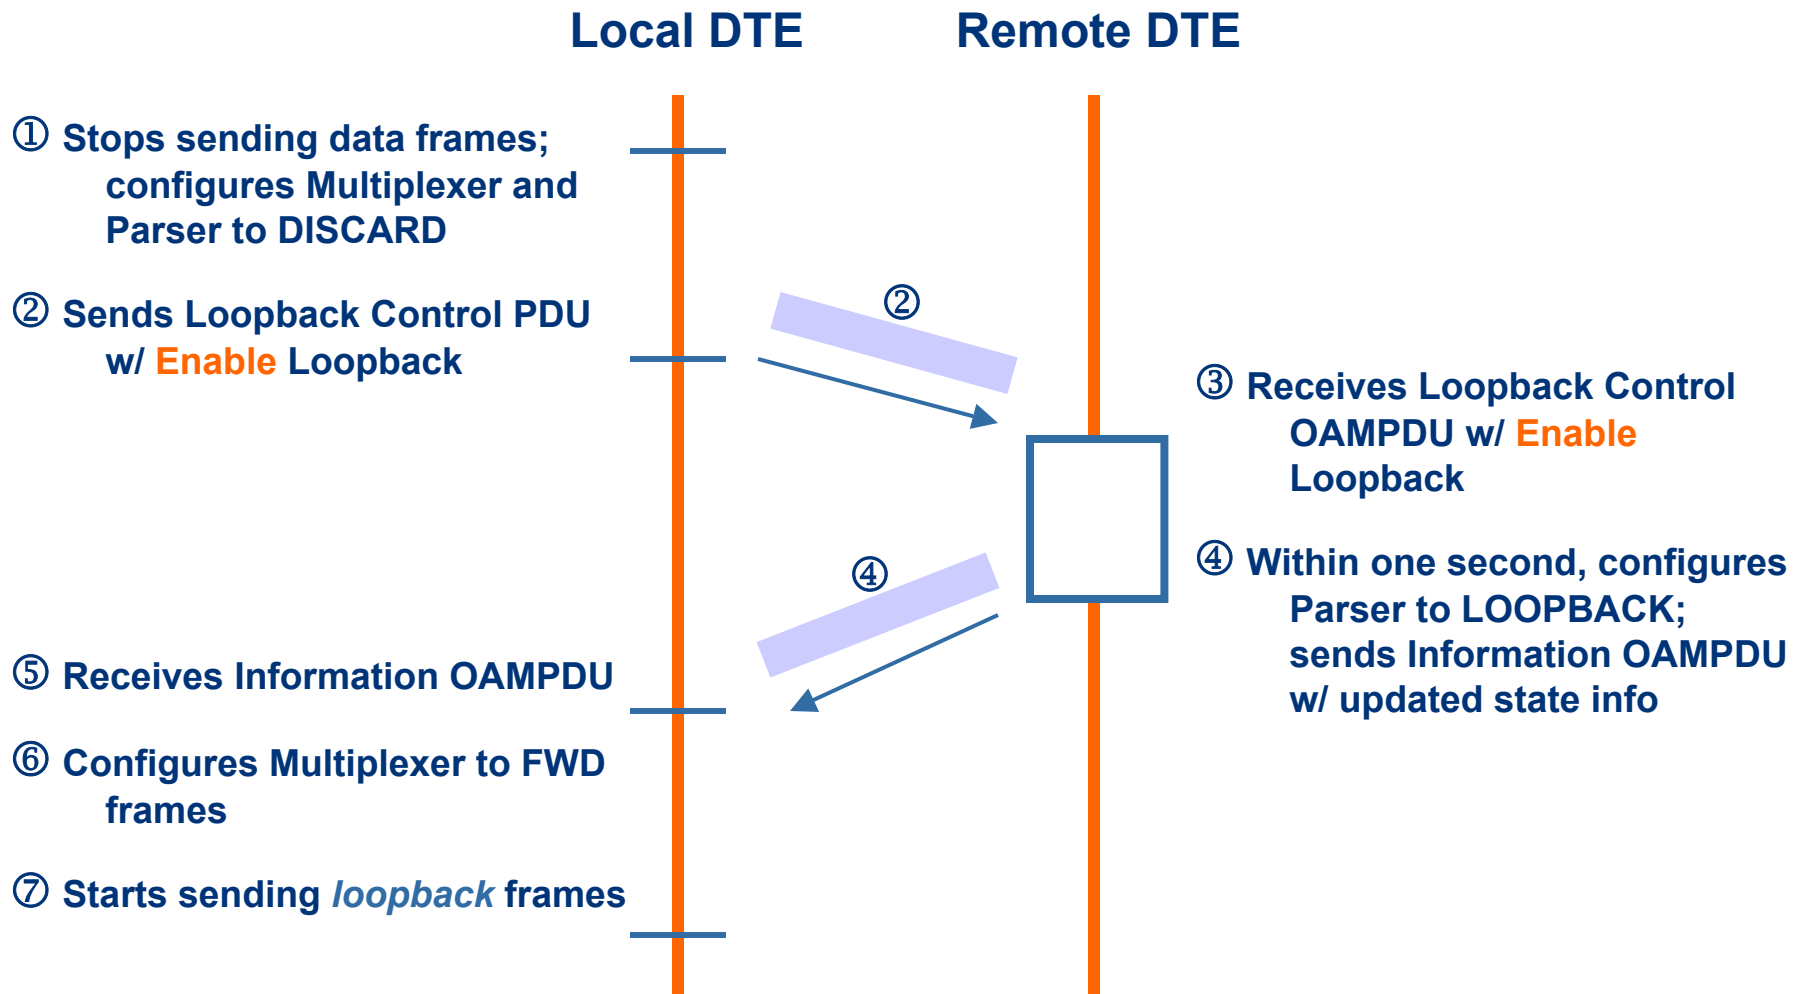 Local DTE
Remote DTE
① Stops sending data frames;
configures Multiplexer and
Parser to DISCARD
② Sends Loopback Control PDU
w/ Enable Loopback
②
③ Receives Loopback Control
OAMPDU w/ Enable
Loopback
④
④ Within one second, configures
Parser to LOOPBACK;
sends Information OAMPDU
w/ updated state info
⑤ Receives Information OAMPDU
⑥ Configures Multiplexer to FWD
frames
⑦ Starts sending loopback frames